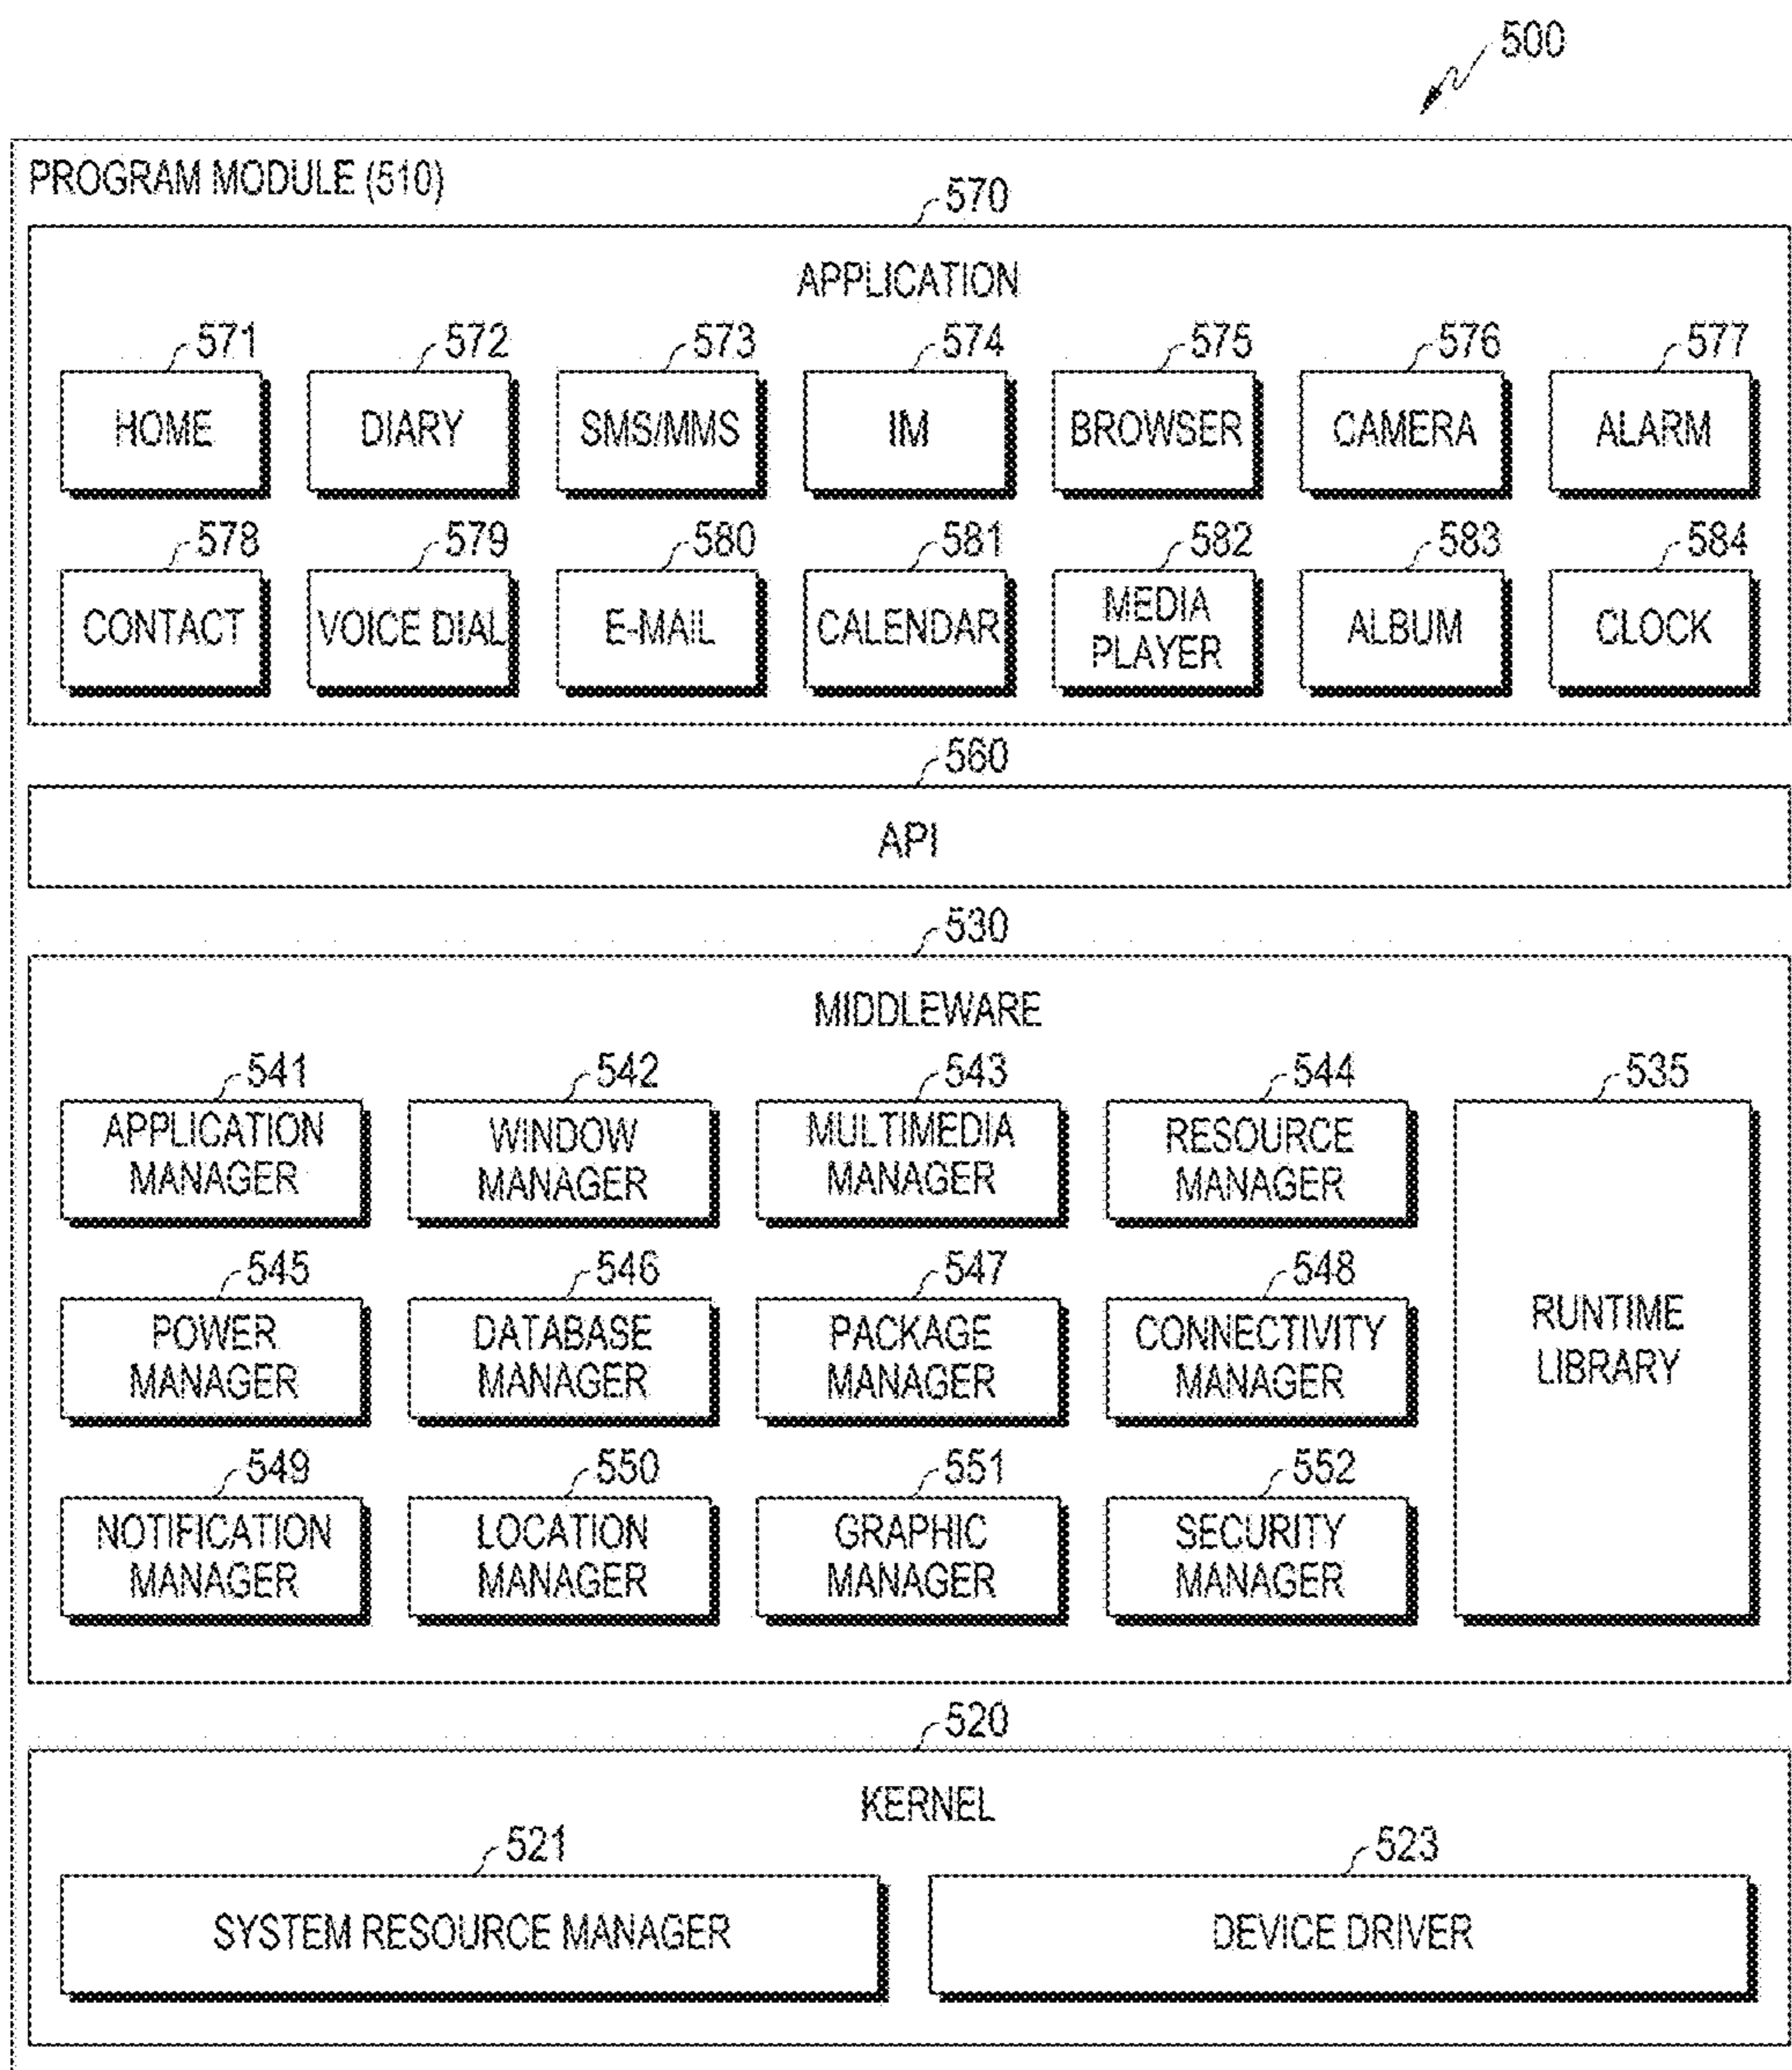 500
PROGRAM MODULE (510)
570
APPLICATION
571 572 573 574 575 576 577
HOME DIARY SMS/MMS IM BROWSER CAMERA ALARM
578 579 580 581 582 583 584
CONTACT VOICE DIAL E-MAIL CALENDAR MEDIA PLAYER ALBUM CLOCK
560
API
530
MIDDLEWARE
541 542 543 544 535
APPLICATION MANAGER WINDOW MANAGER MULTIMEDIA MANAGER RESOURCE MANAGER
545 546 547 548
POWER MANAGER DATABASE MANAGER PACKAGE MANAGER CONNECTIVITY MANAGER RUNTIME LIBRARY
549 550 551 552
NOTIFICATION MANAGER LOCATION MANAGER GRAPHIC MANAGER SECURITY MANAGER
520
KERNEL
521 523
SYSTEM RESOURCE MANAGER DEVICE DRIVER